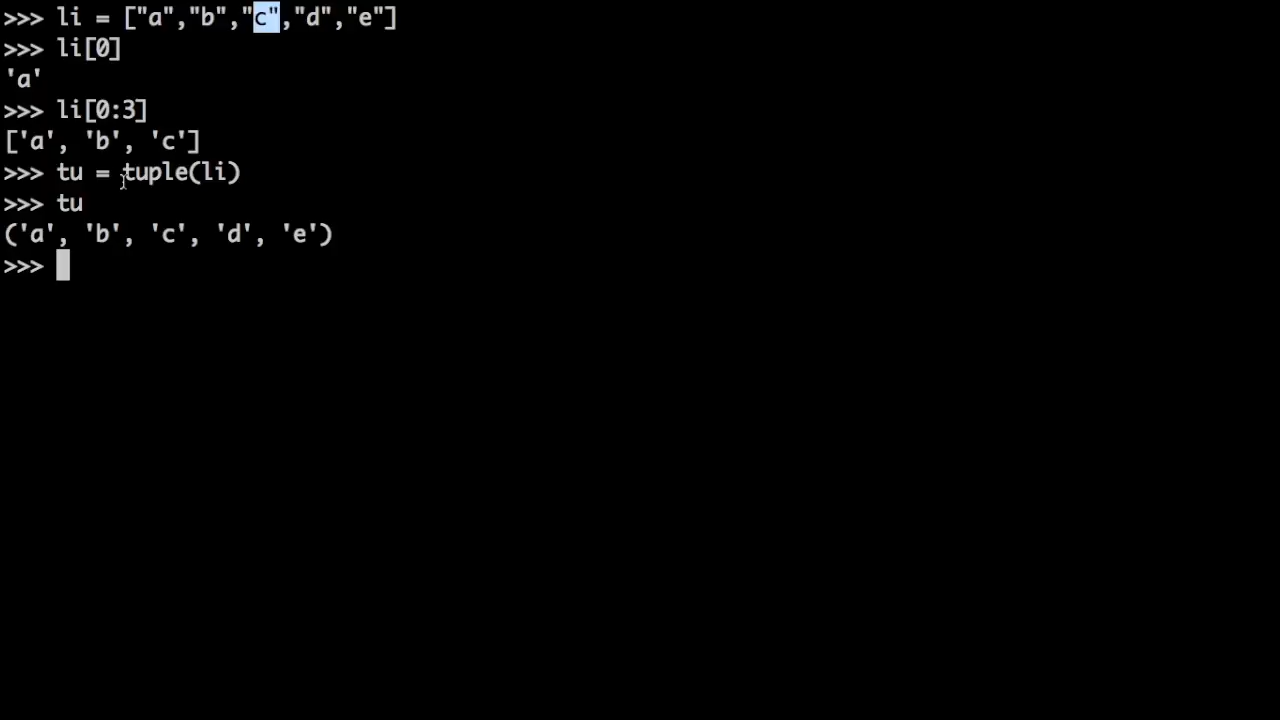 >>> li = ["a","b","c","d","e"]
>>> li[0]
'a'
>>> li[0:3]
['a', 'b', 'c']
>>> tu = tuple(li)
>>> tu
('a', 'b', 'c', 'd', 'e')
>>>